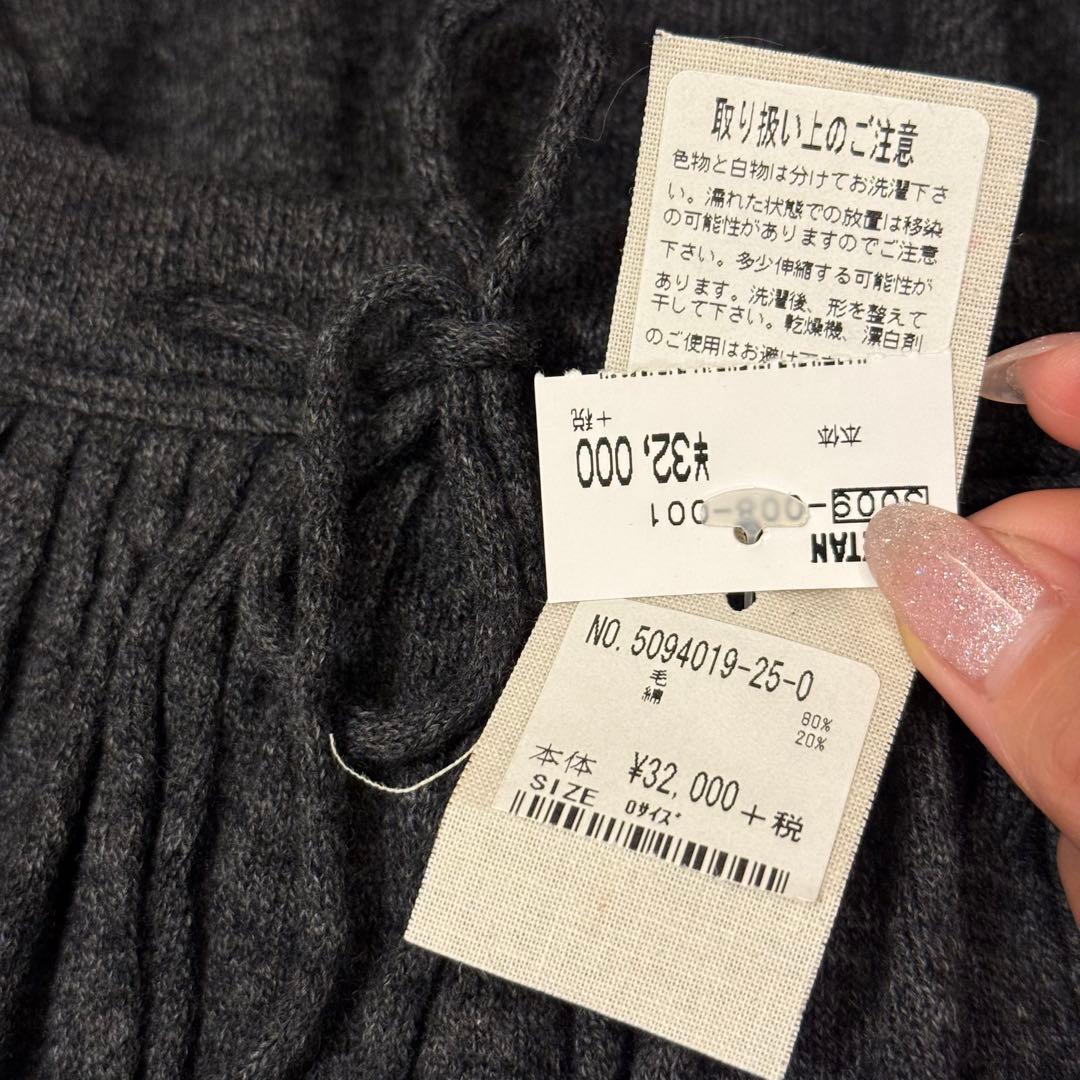 取り扱い上のご注意
色物と白物は分けてお洗濯下さ
い。濡れた状態での放置は移染
の可能性がありますのでご注意
下さい。多少伸縮する可能性が
あります。洗濯後、形を整えて
干して下さい。乾燥機、漂白剤
のご使用はお避け下さい
本体
¥32,000
+税
001
NO. 5094019-25-0
毛 80%
綿 20%
本体 ¥32,000+税
SIZE 0サイズ